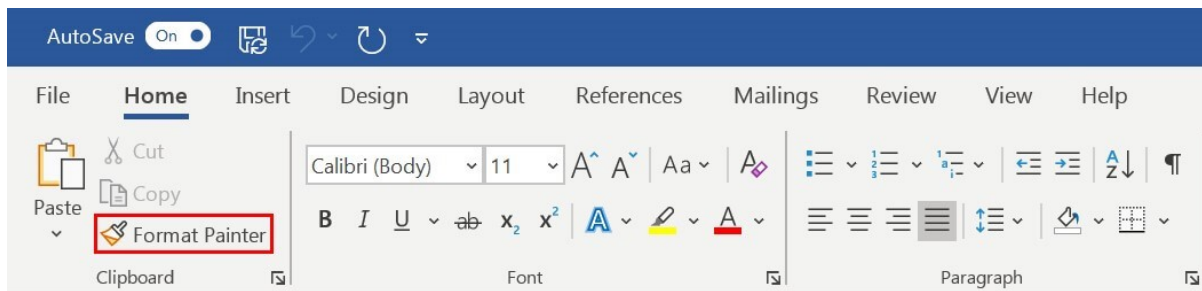 AutoSave On
File Home Insert Design Layout References Mailings Review View Help
Paste
Cut
Copy
Format Painter
Clipboard
Calibri (Body) 11 A A Aa A
B I U ab x₂ x² A A
Font
A Z ¶
Paragraph